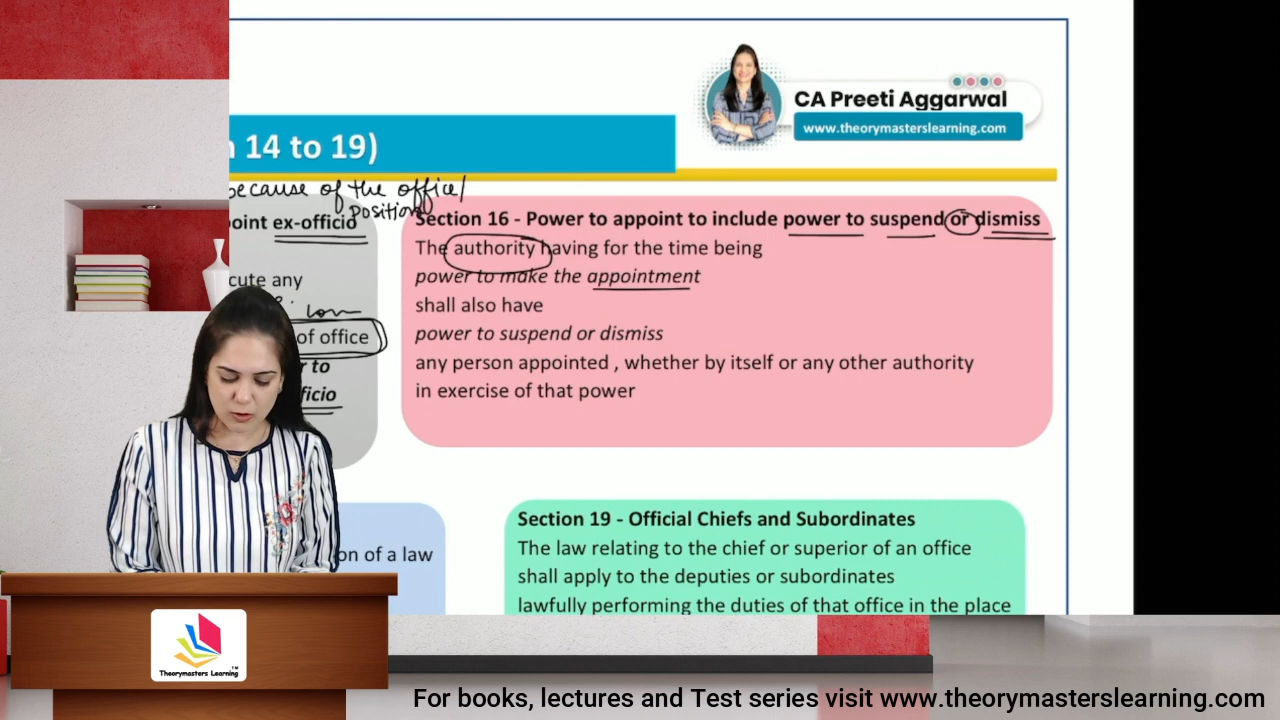 CA Preeti Aggarwal
www.theorymasterslearning.com
14 to 19)
because of the office/
position
point ex-officio
cute any
of office
r to
ficio
Section 16 - Power to appoint to include power to suspend or dismiss
The authority having for the time being
power to make the appointment
shall also have
power to suspend or dismiss
any person appointed , whether by itself or any other authority
in exercise of that power
on of a law
Section 19 - Official Chiefs and Subordinates
The law relating to the chief or superior of an office
shall apply to the deputies or subordinates
lawfully performing the duties of that office in the place
Theorymasters Learning™
For books, lectures and Test series visit www.theorymasterslearning.com